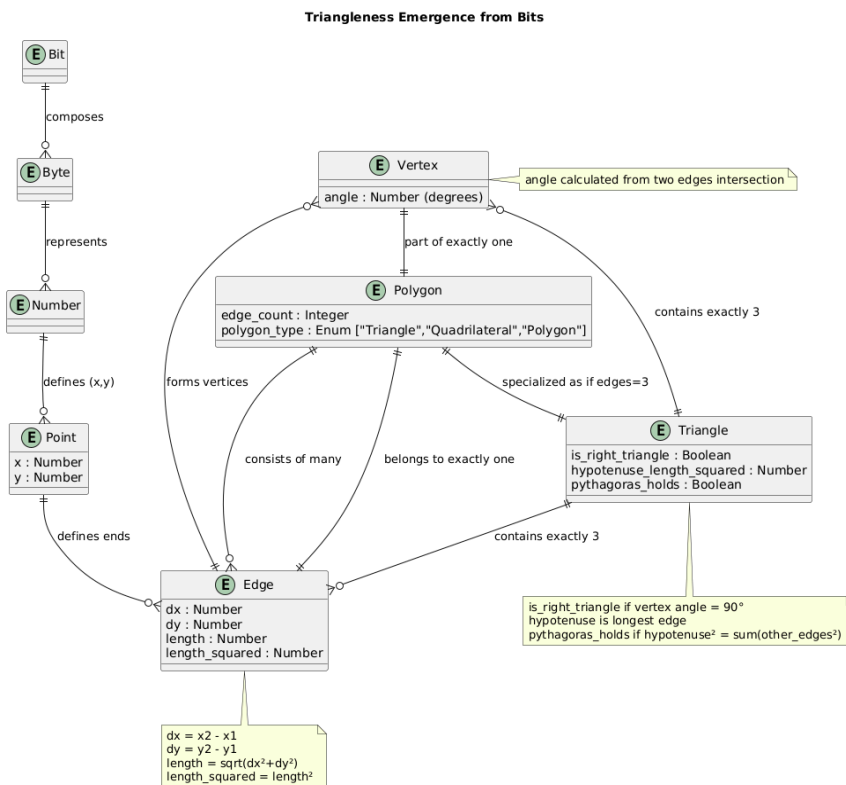 Triangleness Emergence from Bits
E Bit
composes
E Byte
represents
E Number
defines (x,y)
E Point
x : Number
y : Number
defines ends
E Vertex
angle : Number (degrees)
angle calculated from two edges intersection
part of exactly one
E Polygon
edge_count : Integer
polygon_type : Enum ["Triangle","Quadrilateral","Polygon"]
contains exactly 3
forms vertices
specialized as if edges=3
consists of many
belongs to exactly one
E Triangle
is_right_triangle : Boolean
hypotenuse_length_squared : Number
pythagoras_holds : Boolean
contains exactly 3
E Edge
dx : Number
dy : Number
length : Number
length_squared : Number
is_right_triangle if vertex angle = 90°
hypotenuse is longest edge
pythagoras_holds if hypotenuse² = sum(other_edges²)
dx = x2 - x1
dy = y2 - y1
length = sqrt(dx²+dy²)
length_squared = length²